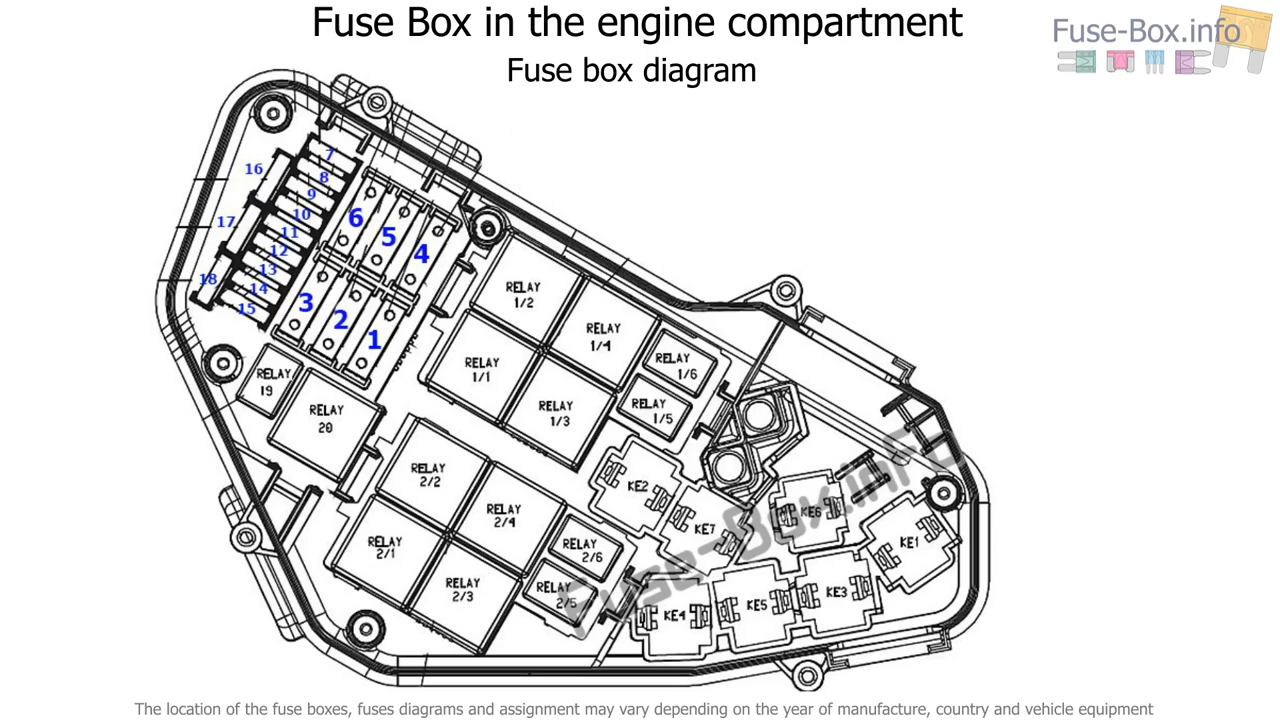 Fuse Box in the engine compartment
Fuse-Box.info
Fuse box diagram
7
16
8
9
10
17
11
12
13
18
14
15
6
5
4
3
2
1
RELAY
1/2
RELAY
1/4
RELAY
1/6
RELAY
1/1
RELAY
1/3
RELAY
1/5
RELAY
19
RELAY
20
RELAY
2/2
RELAY
2/4
RELAY
2/6
RELAY
2/1
RELAY
2/3
RELAY
2/5
KE2
KE7
KE6
KE1
KE4
KE5
KE3
Fuse-Box.info
The location of the fuse boxes, fuses diagrams and assignment may vary depending on the year of manufacture, country and vehicle equipment